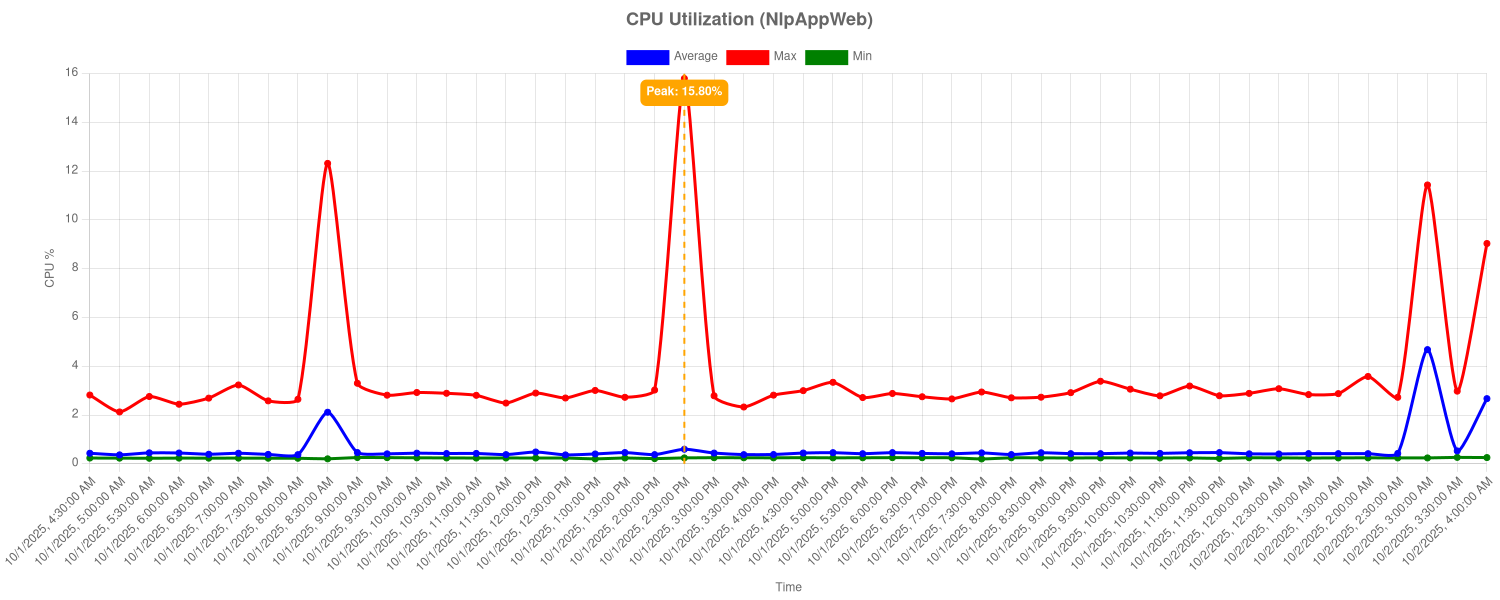 CPU Utilization (NlpAppWeb)
Average Max Min
16
Peak: 15.80%
14
12
10
8
6
4
2
0
CPU %
10/1/2025, 4:30:00 AM
10/1/2025, 5:00:00 AM
10/1/2025, 5:30:00 AM
10/1/2025, 6:00:00 AM
10/1/2025, 6:30:00 AM
10/1/2025, 7:00:00 AM
10/1/2025, 7:30:00 AM
10/1/2025, 8:00:00 AM
10/1/2025, 8:30:00 AM
10/1/2025, 9:00:00 AM
10/1/2025, 9:30:00 AM
10/1/2025, 10:00:00 AM
10/1/2025, 10:30:00 AM
10/1/2025, 11:00:00 AM
10/1/2025, 11:30:00 AM
10/1/2025, 12:00:00 PM
10/1/2025, 12:30:00 PM
10/1/2025, 1:00:00 PM
10/1/2025, 1:30:00 PM
10/1/2025, 2:00:00 PM
10/1/2025, 2:30:00 PM
10/1/2025, 3:00:00 PM
10/1/2025, 3:30:00 PM
10/1/2025, 4:00:00 PM
10/1/2025, 4:30:00 PM
10/1/2025, 5:00:00 PM
10/1/2025, 5:30:00 PM
10/1/2025, 6:00:00 PM
10/1/2025, 6:30:00 PM
10/1/2025, 7:00:00 PM
10/1/2025, 7:30:00 PM
10/1/2025, 8:00:00 PM
10/1/2025, 8:30:00 PM
10/1/2025, 9:00:00 PM
10/1/2025, 9:30:00 PM
10/1/2025, 10:00:00 PM
10/1/2025, 10:30:00 PM
10/1/2025, 11:00:00 PM
10/1/2025, 11:30:00 PM
10/2/2025, 12:00:00 AM
10/2/2025, 12:30:00 AM
10/2/2025, 1:00:00 AM
10/2/2025, 1:30:00 AM
10/2/2025, 2:00:00 AM
10/2/2025, 2:30:00 AM
10/2/2025, 3:00:00 AM
10/2/2025, 3:30:00 AM
10/2/2025, 4:00:00 AM
Time